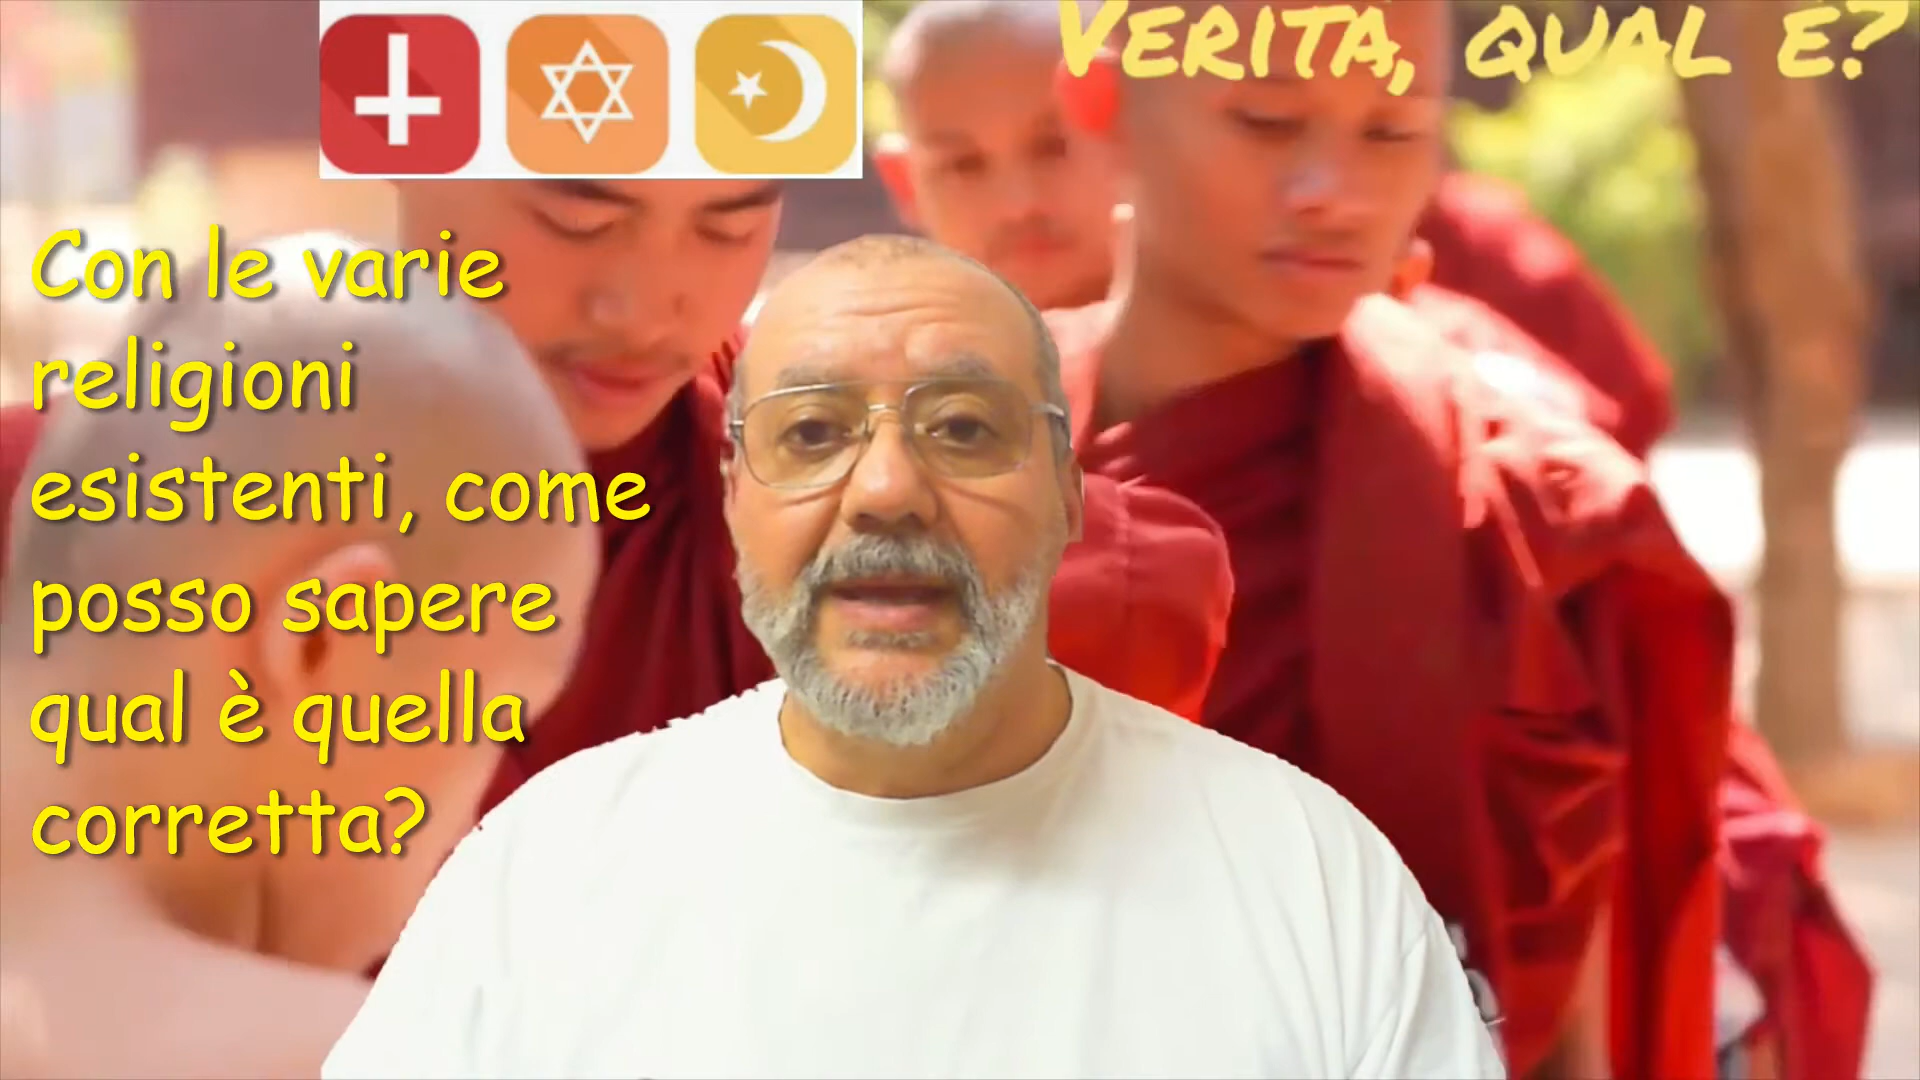 VERITÀ, QUAL È?
Con le varie
religioni
esistenti, come
posso sapere
qual è quella
corretta?